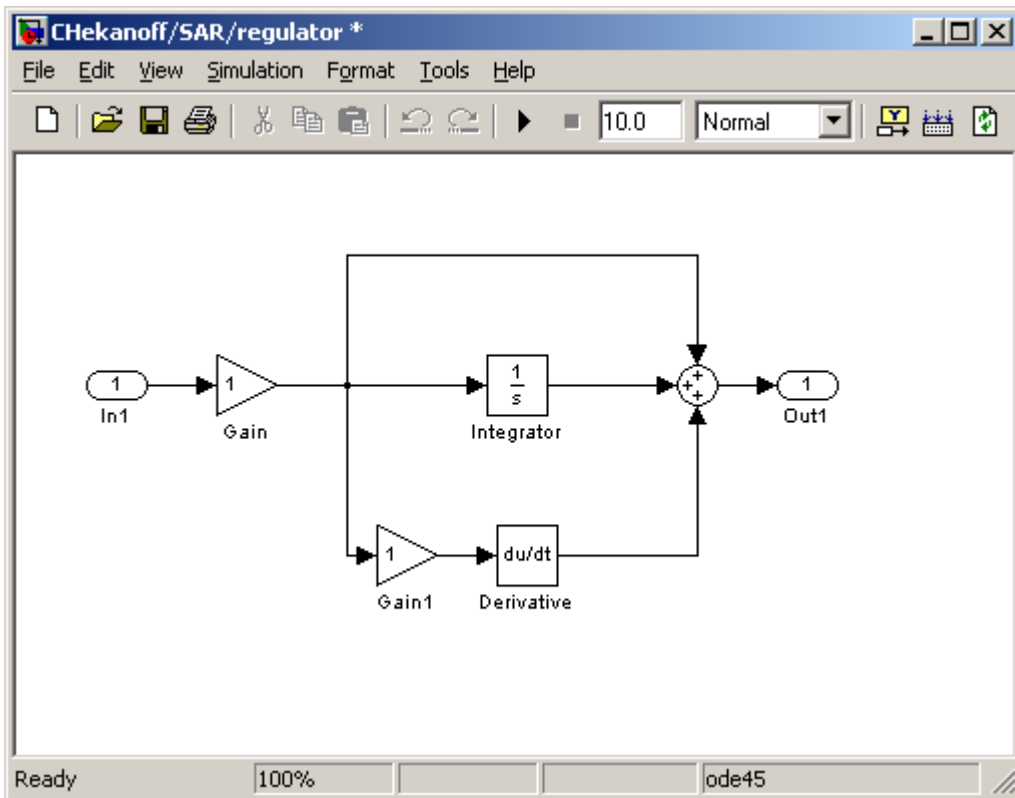 CHekanoff/SAR/regulator *
File Edit View Simulation Format Tools Help
10.0 Normal Y
1 In1
1 Gain
1 s Integrator
+ + +
1 Out1
1 Gain1
du/dt Derivative
Ready 100% ode45